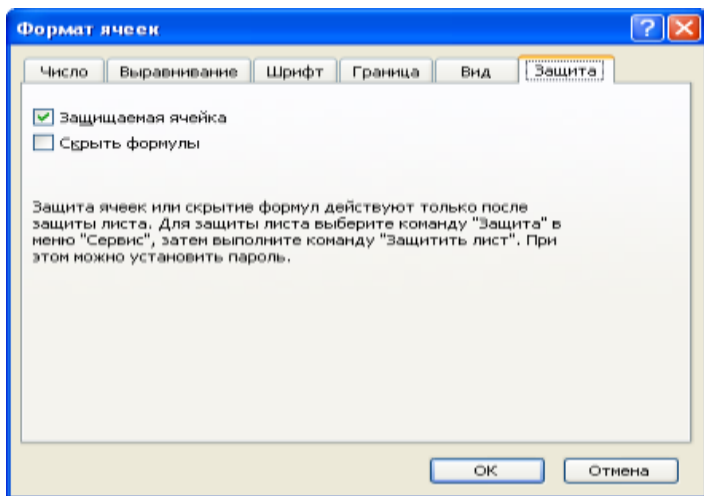 Формат ячеек
Число Выравнивание Шрифт Граница Вид Защита
Защищаемая ячейка
Скрыть формулы
Защита ячеек или скрытие формул действуют только после
защиты листа. Для защиты листа выберите команду "Защита" в
меню "Сервис", затем выполните команду "Защитить лист". При
этом можно установить пароль.
ОК Отмена